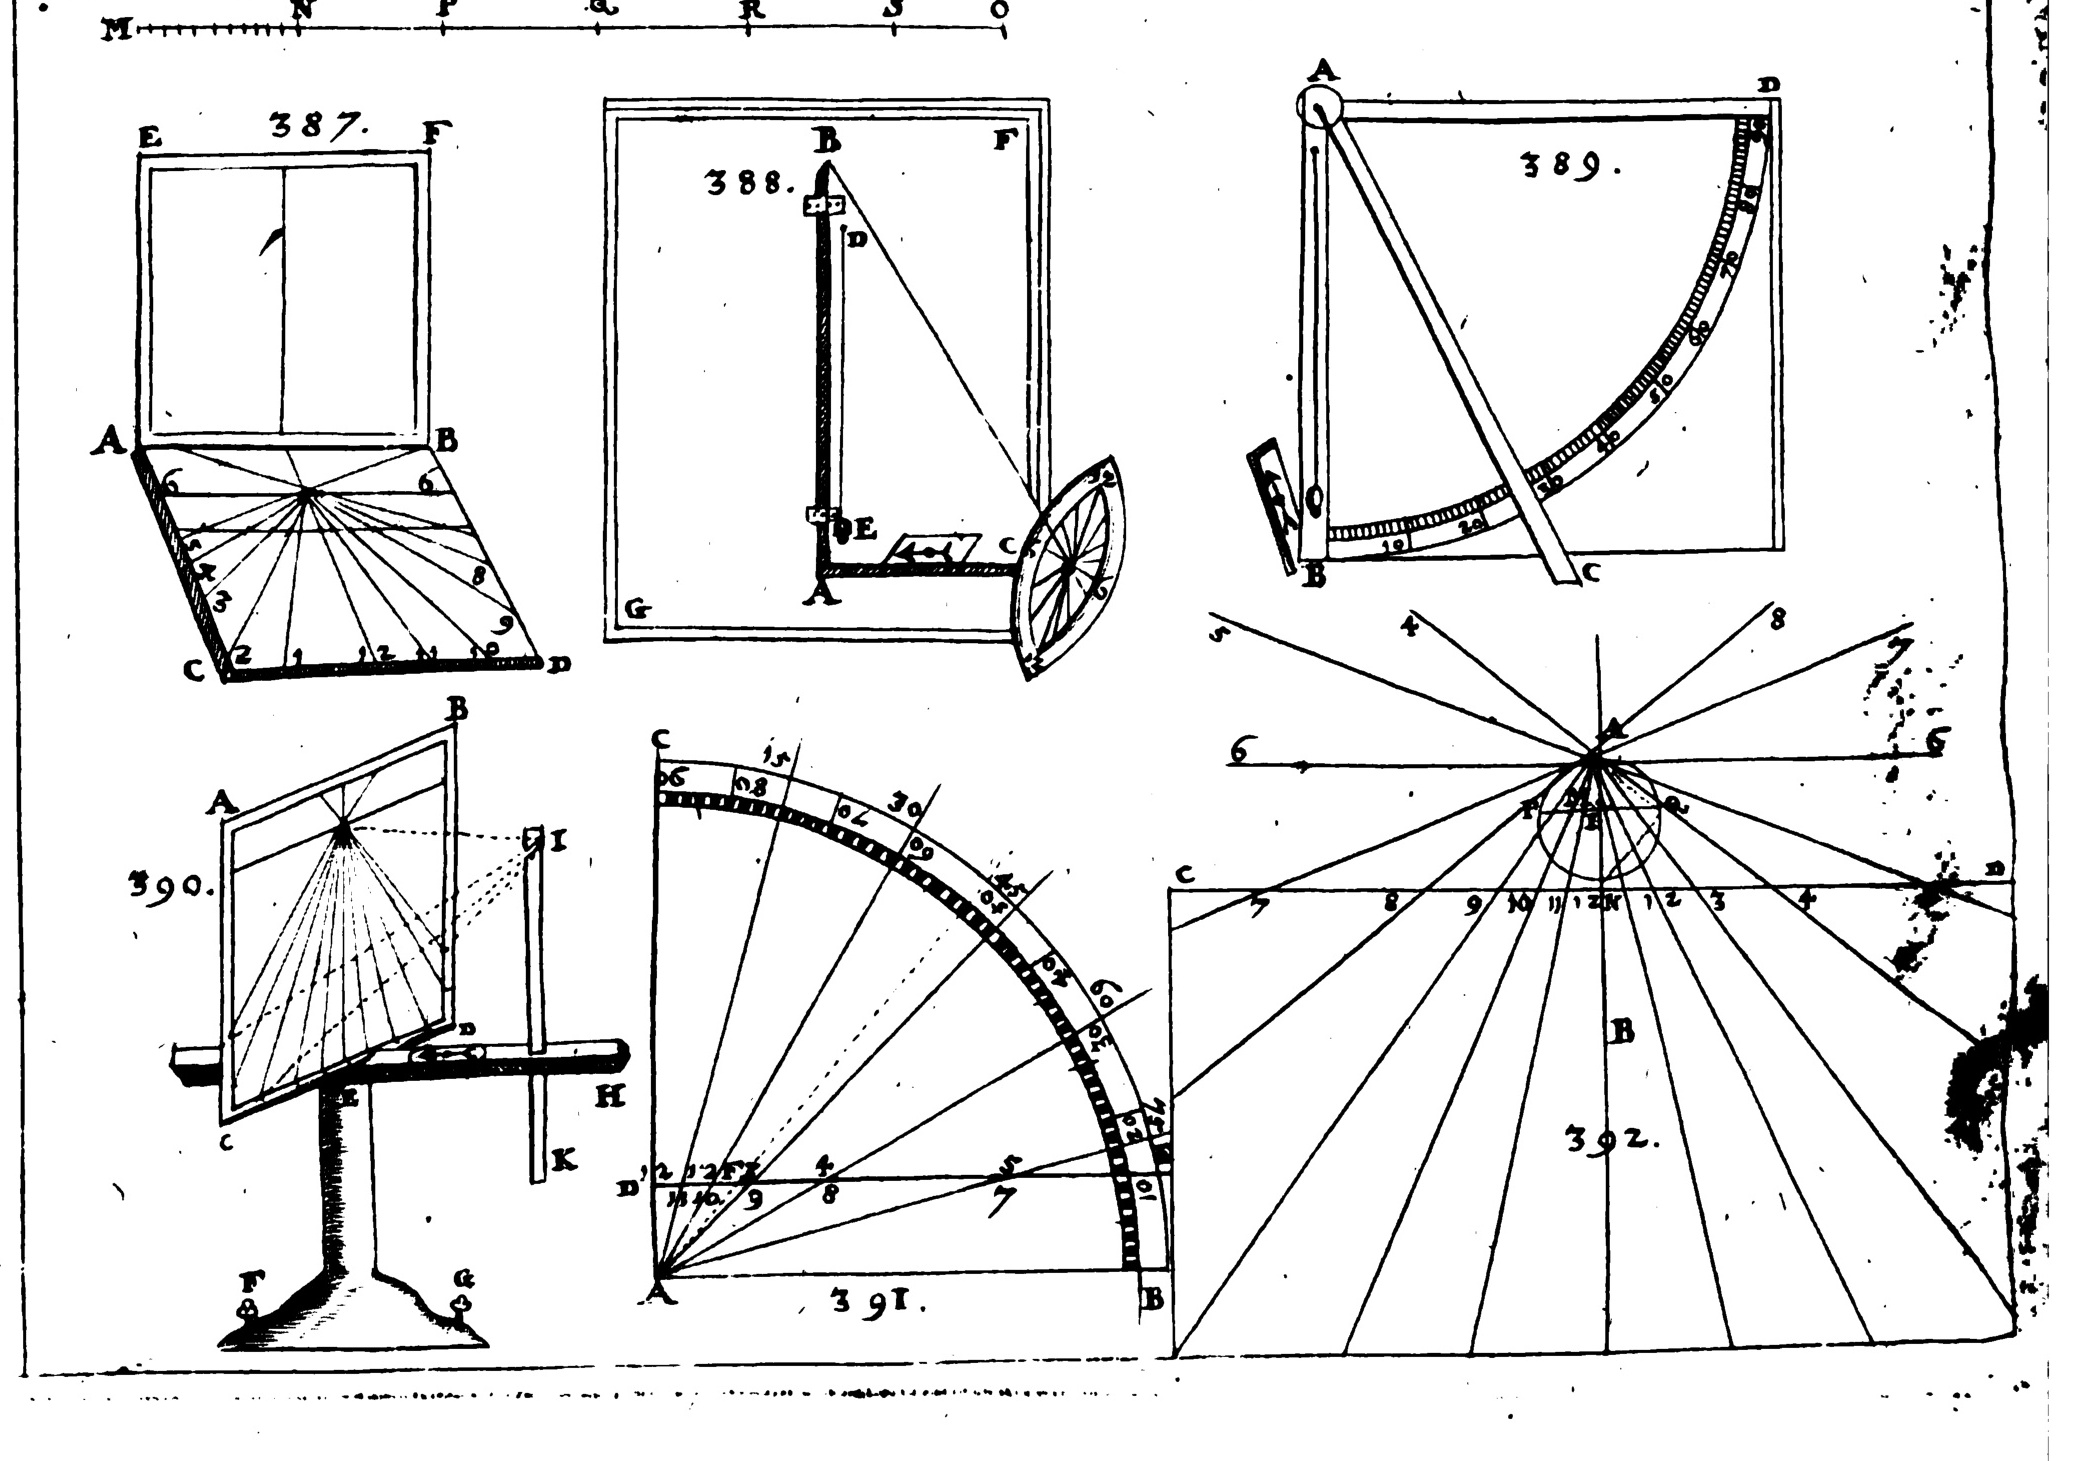 M N P Q R S O
387.
E F
A B
6 6
5
4 8
3 9
C 2 1 12 11 10 D
388.
B F
D
E
C
G A
12
6
389.
A D
90
80
70
60
50
40
30
20
10
B C
390.
B
A
I
D
E H
C
K
F G
391.
C 15
90 80 70 30
60
45
50
40 60
30
75
20
10
D 12 1 2 F 3 4 5
11 10 9 8 7
A B
392.
5 4 8 7
A
6 6
P M Q
E
C D
7 8 9 10 11 12 N 1 2 3 4
B